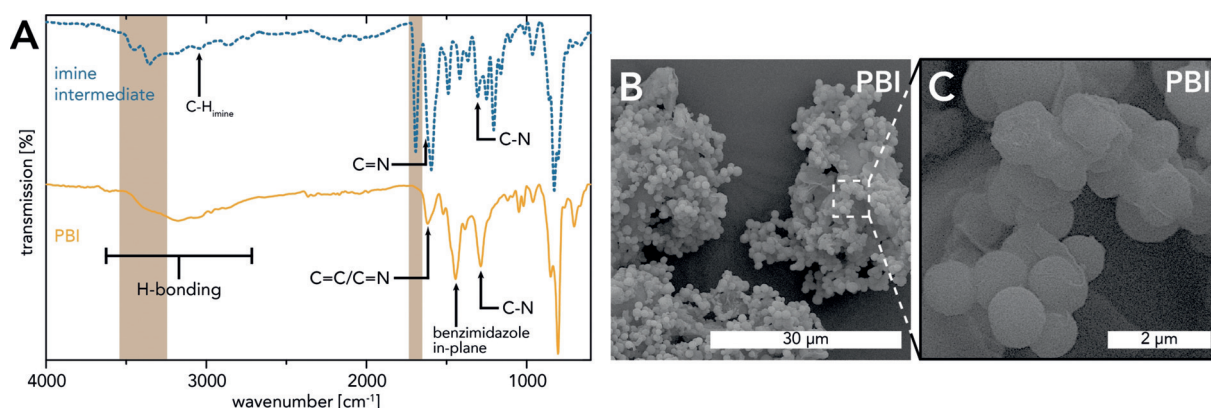 A
imine
intermediate
C-Himine
C=N
C-N
PBI
H-bonding
C=C/C=N
C-N
benzimidazole
in-plane
transmission [%]
4000
3000
2000
1000
wavenumber [cm-1]
B
PBI
30 µm
C
PBI
2 µm